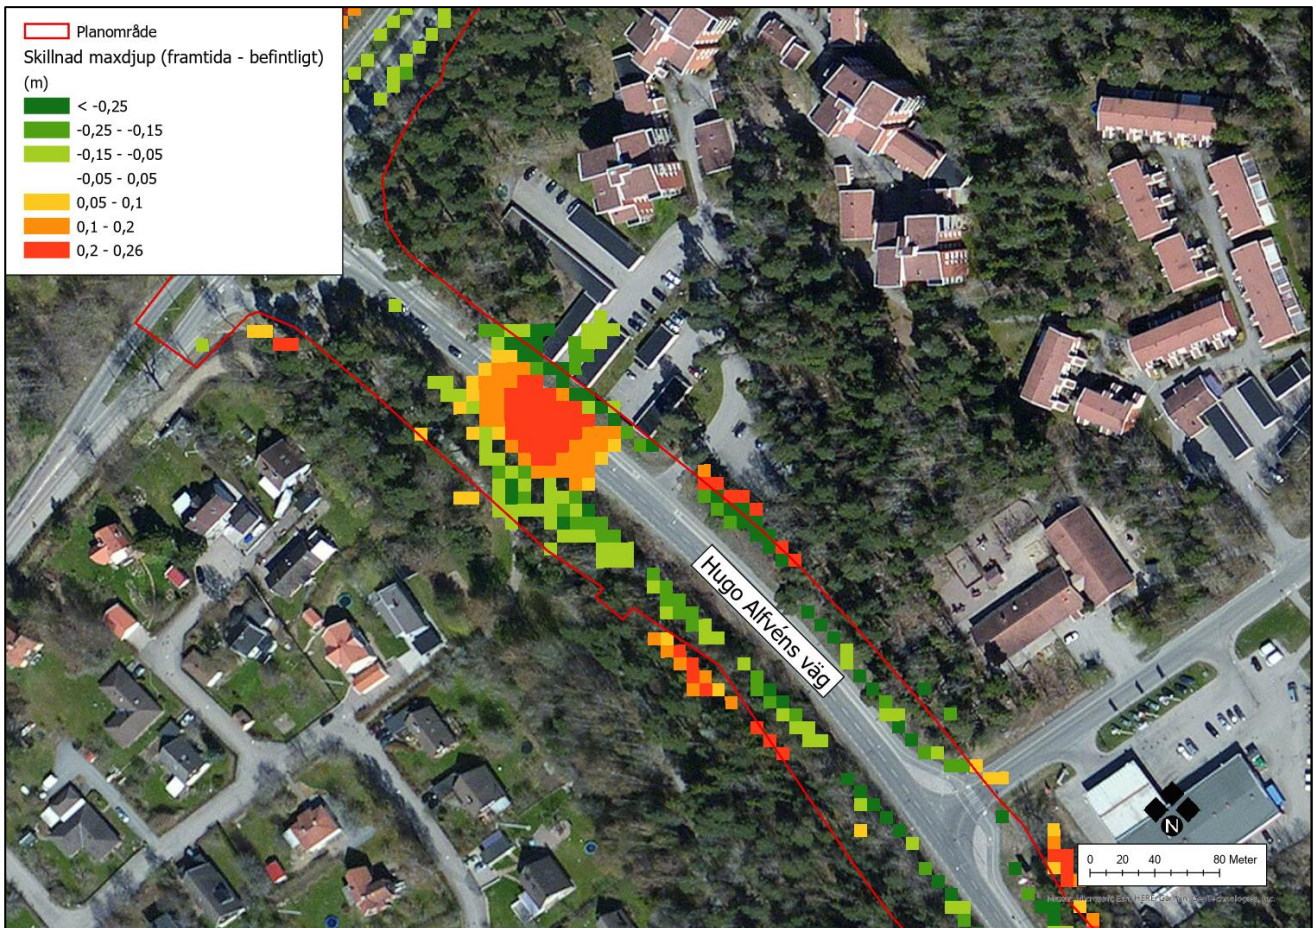 Planområde
Skillnad maxdjup (framtida - befintligt)
(m)
< -0,25
-0,25 - -0,15
-0,15 - -0,05
-0,05 - 0,05
0,05 - 0,1
0,1 - 0,2
0,2 - 0,26
Hugo Alfvéns väg
N
0 20 40 80 Meter